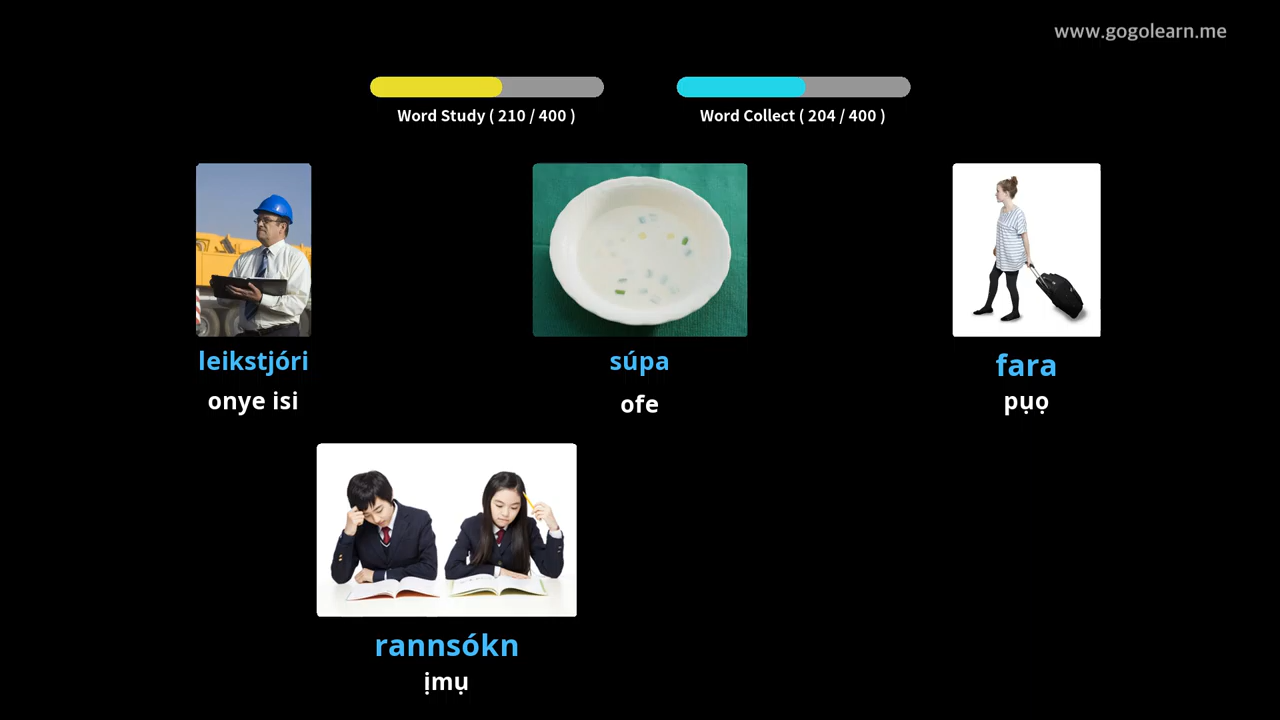 www.gogolearn.me
Word Study ( 210 / 400 )
Word Collect ( 204 / 400 )
leikstjóri
onye isi
súpa
ofe
fara
pụọ
rannsókn
ịmụ